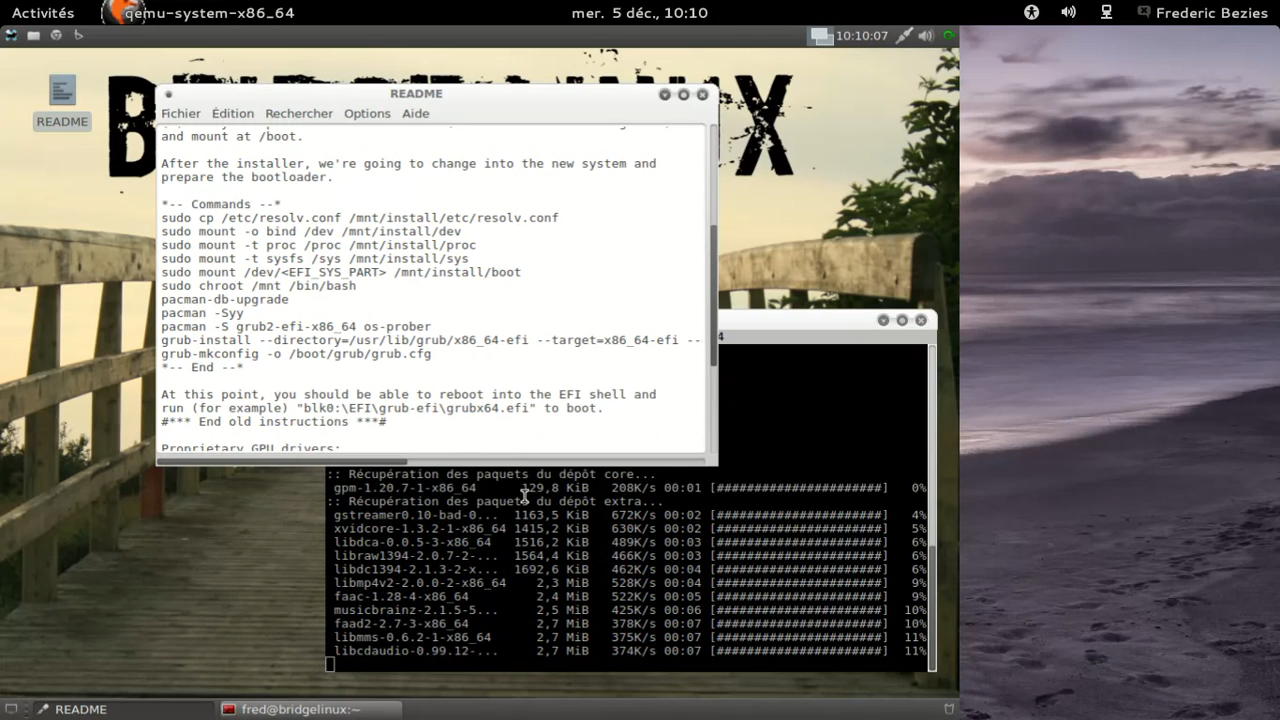 Activités
qemu-system-x86_64
mer. 5 déc., 10:10
Frederic Bezies
10:10:07
README
README
Fichier Édition Rechercher Options Aide
and mount at /boot.
After the installer, we're going to change into the new system and
prepare the bootloader.
*-- Commands --*
sudo cp /etc/resolv.conf /mnt/install/etc/resolv.conf
sudo mount -o bind /dev /mnt/install/dev
sudo mount -t proc /proc /mnt/install/proc
sudo mount -t sysfs /sys /mnt/install/sys
sudo mount /dev/<EFI_SYS_PART> /mnt/install/boot
sudo chroot /mnt /bin/bash
pacman-db-upgrade
pacman -Syy
pacman -S grub2-efi-x86_64 os-prober
grub-install --directory=/usr/lib/grub/x86_64-efi --target=x86_64-efi --
grub-mkconfig -o /boot/grub/grub.cfg
*-- End --*
At this point, you should be able to reboot into the EFI shell and
run (for example) "blk0:\EFI\grub-efi\grubx64.efi" to boot.
#*** End old instructions ***#
Proprietary GPU drivers:
4
:: Récupération des paquets du dépôt core...
gpm-1.20.7-1-x86_64 129,8 KiB 208K/s 00:01 [######################] 0%
:: Récupération des paquets du dépôt extra...
gstreamer0.10-bad-0... 1163,5 KiB 672K/s 00:02 [######################] 4%
xvidcore-1.3.2-1-x86_64 1415,2 KiB 630K/s 00:02 [######################] 5%
libdca-0.0.5-3-x86_64 1516,2 KiB 489K/s 00:03 [######################] 6%
libraw1394-2.0.7-2-... 1564,4 KiB 466K/s 00:03 [######################] 6%
libdc1394-2.1.3-2-x... 1692,6 KiB 462K/s 00:04 [######################] 6%
libmp4v2-2.0.0-2-x86_64 2,3 MiB 528K/s 00:04 [######################] 9%
faac-1.28-4-x86_64 2,4 MiB 522K/s 00:05 [######################] 9%
musicbrainz-2.1.5-5... 2,5 MiB 425K/s 00:06 [######################] 10%
faad2-2.7-3-x86_64 2,7 MiB 378K/s 00:07 [######################] 10%
libmms-0.6.2-1-x86_64 2,7 MiB 375K/s 00:07 [######################] 11%
libcdaudio-0.99.12-... 2,7 MiB 374K/s 00:07 [######################] 11%
README
fred@bridgelinux:~